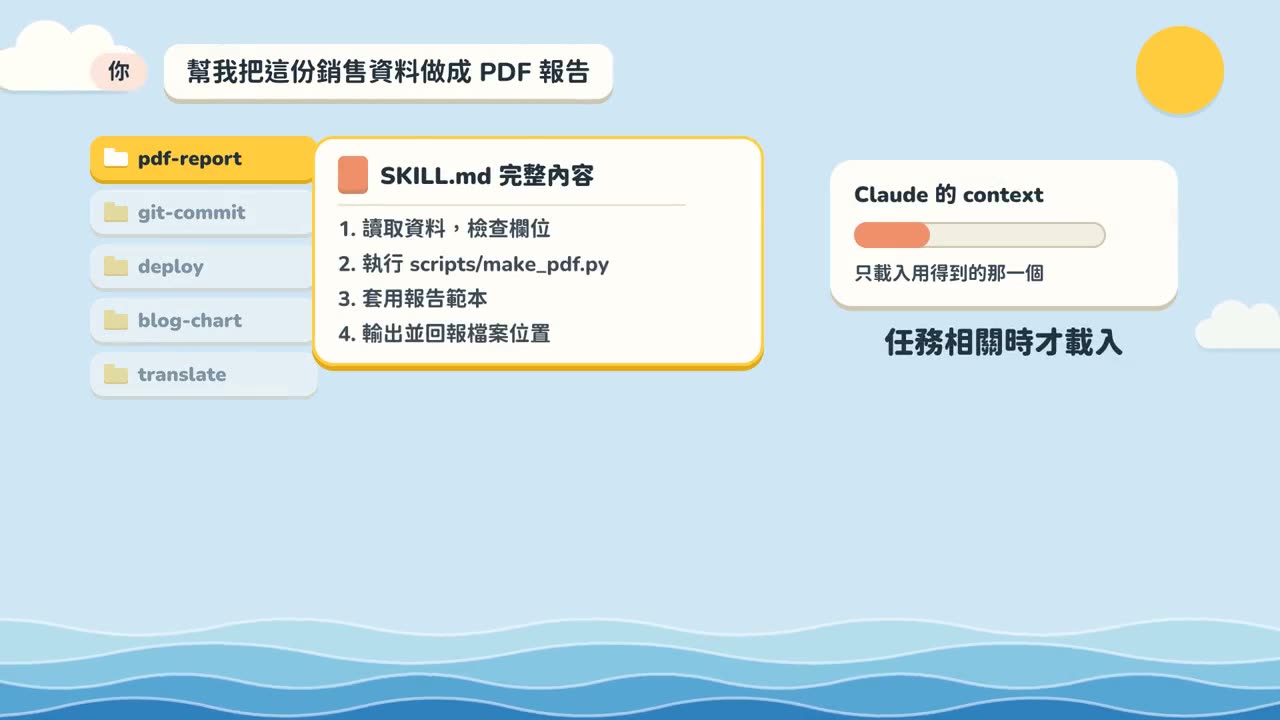 你
幫我把這份銷售資料做成 PDF 報告
pdf-report
git-commit
deploy
blog-chart
translate
SKILL.md 完整內容
1. 讀取資料，檢查欄位
2. 執行 scripts/make_pdf.py
3. 套用報告範本
4. 輸出並回報檔案位置
Claude 的 context
只載入用得到的那一個
任務相關時才載入